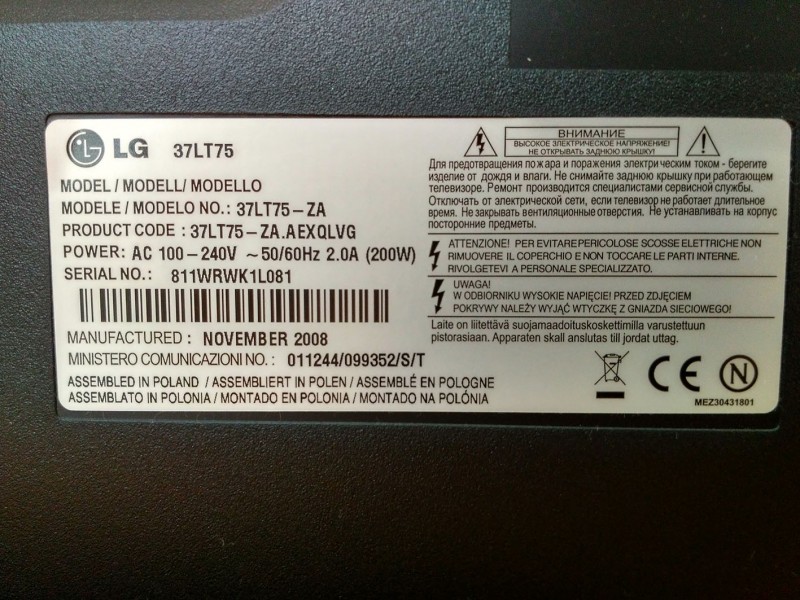 LG 37LT75
MODEL / MODELL/ MODELLO
MODELE / MODELO NO.: 37LT75-ZA
PRODUCT CODE : 37LT75-ZA.AEXQLVG
POWER: AC 100-240V ~50/60Hz 2.0A (200W)
SERIAL NO.: 811WRWK1L081
MANUFACTURED : NOVEMBER 2008
MINISTERO COMUNICAZIONI NO. : 011244/099352/S/T
ASSEMBLED IN POLAND / ASSEMBLIERT IN POLEN / ASSEMBLÉ EN POLOGNE
ASSEMBLATO IN POLONIA / MONTADO EN POLONIA / MONTADO NA POLÓNIA
ВНИМАНИЕ
ВЫСОКОЕ ЭЛЕКТРИЧЕСКОЕ НАПРЯЖЕНИЕ!
НЕ ОТКРЫВАТЬ ЗАДНЮЮ КРЫШКУ!
Для предотвращения пожара и поражения электрическим током - берегите
изделие от дождя и влаги. Не снимайте заднюю крышку при работающем
телевизоре. Ремонт производится специалистами сервисной службы.
Отключать от электрической сети, если телевизор не работает длительное
время. Не закрывать вентиляционные отверстия. Не устанавливать на корпус
посторонние предметы.
ATTENZIONE! PER EVITARE PERICOLOSE SCOSSE ELETTRICHE NON
RIMUOVERE IL COPERCHIO E NON TOCCARE LE PARTI INTERNE.
RIVOLGETEVI A PERSONALE SPECIALIZZATO.
UWAGA!
W ODBIORNIKU WYSOKIE NAPIĘCIE! PRZED ZDJĘCIEM
POKRYWY NALEŻY WYJĄĆ WTYCZKĘ Z GNIAZDA SIECIOWEGO!
Laite on liitettävä suojamaadoituskoskettimilla varustettuun
pistorasiaan. Apparaten skall anslutas till jordat uttag.
CE N
MEZ30431801